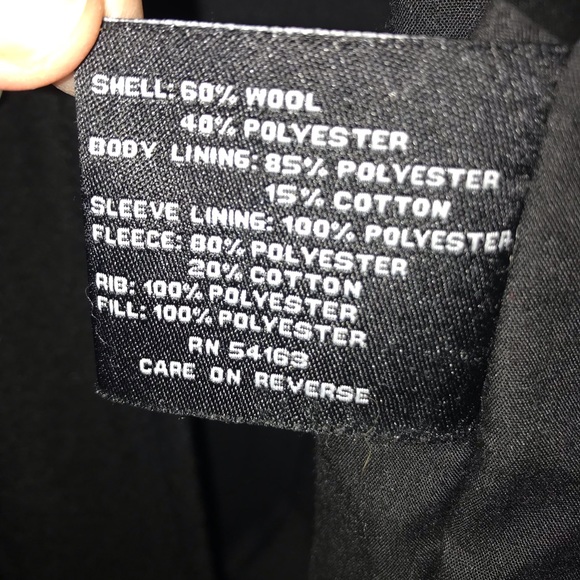 SHELL: 60% WOOL
40% POLYESTER
BODY LINING: 85% POLYESTER
15% COTTON
SLEEVE LINING: 100% POLYESTER
FLEECE: 80% POLYESTER
20% COTTON
RIB: 100% POLYESTER
FILL: 100% POLYESTER
RN 54163
CARE ON REVERSE